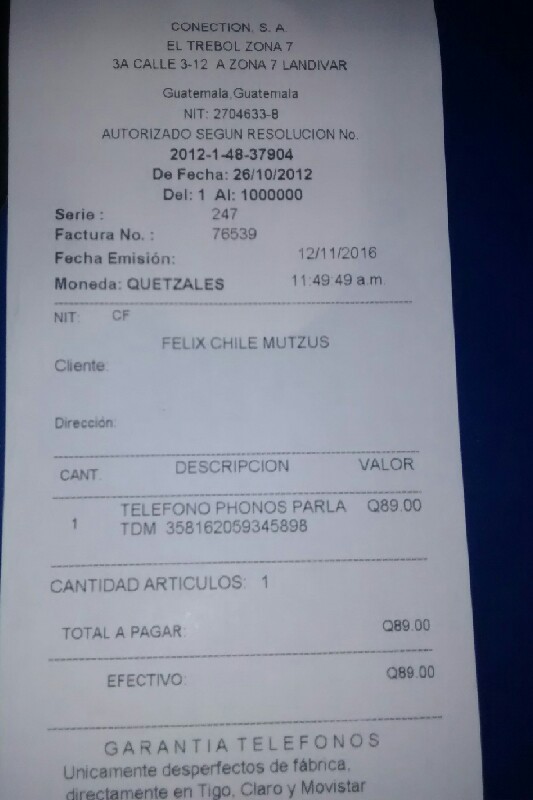 CONECTION, S. A.
EL TREBOL ZONA 7
3A CALLE 3-12 A ZONA 7 LANDIVAR
Guatemala,Guatemala
NIT: 2704633-8
AUTORIZADO SEGUN RESOLUCION No.
2012-1-48-37904
De Fecha: 26/10/2012
Del: 1 Al: 1000000
Serie : 247
Factura No. : 76539
Fecha Emisión: 12/11/2016
Moneda: QUETZALES 11:49:49 a.m.
NIT: CF
FELIX CHILE MUTZUS
Cliente:
Dirección:
CANT. DESCRIPCION VALOR
1 TELEFONO PHONOS PARLA Q89.00
TDM 358162059345898
CANTIDAD ARTICULOS: 1
TOTAL A PAGAR: Q89.00
EFECTIVO Q89.00
GARANTIA TELEFONOS
Unicamente desperfectos de fábrica,
directamente en Tigo, Claro y Movistar